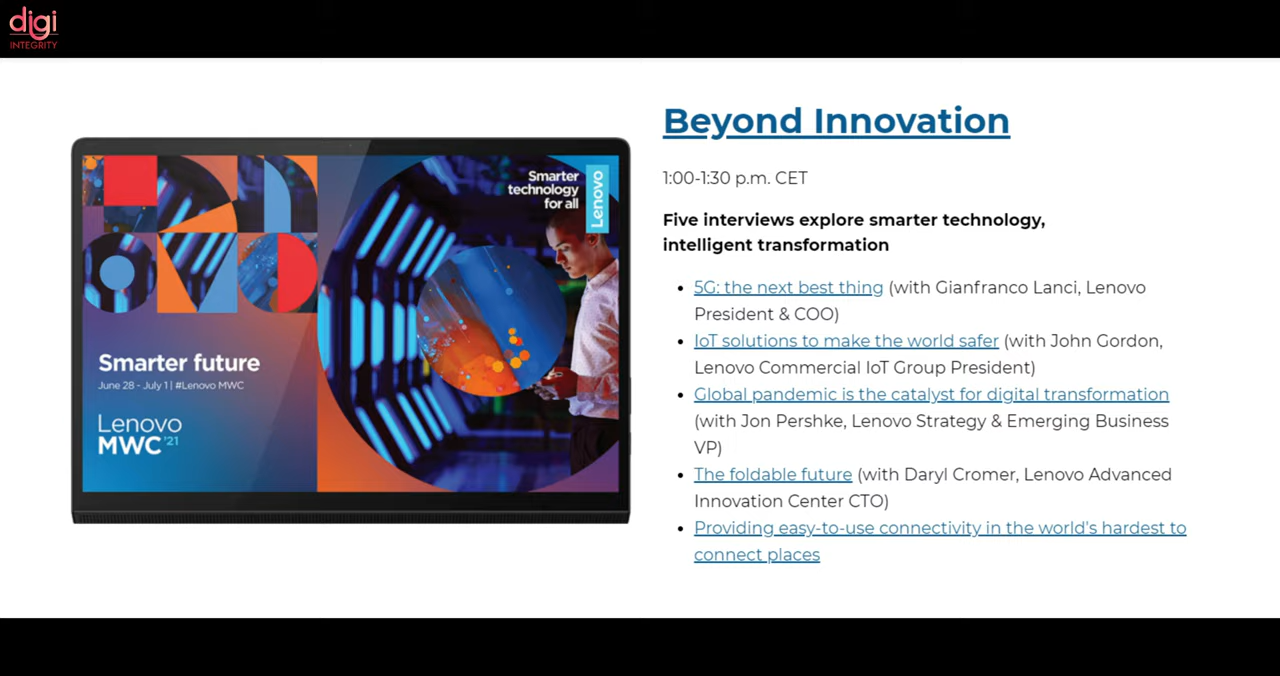 digi
INTEGRITY
Beyond Innovation
1:00-1:30 p.m. CET
Five interviews explore smarter technology,
intelligent transformation
• 5G: the next best thing (with Gianfranco Lanci, Lenovo
President & COO)
• IoT solutions to make the world safer (with John Gordon,
Lenovo Commercial IoT Group President)
• Global pandemic is the catalyst for digital transformation
(with Jon Pershke, Lenovo Strategy & Emerging Business
VP)
• The foldable future (with Daryl Cromer, Lenovo Advanced
Innovation Center CTO)
• Providing easy-to-use connectivity in the world's hardest to
connect places
Smarter
technology
for all
Lenovo
Smarter future
June 28 - July 1 | #Lenovo MWC
Lenovo
MWC '21